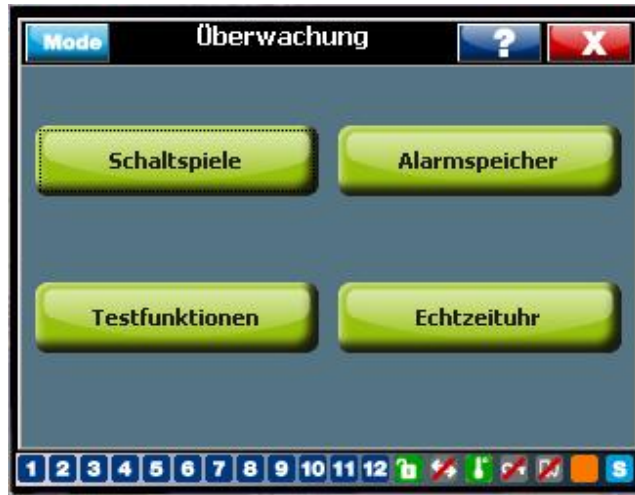 Mode Überwachung ? X
Schaltspiele Alarmspeicher
Testfunktionen Echtzeituhr
1 2 3 4 5 6 7 8 9 10 11 12 S